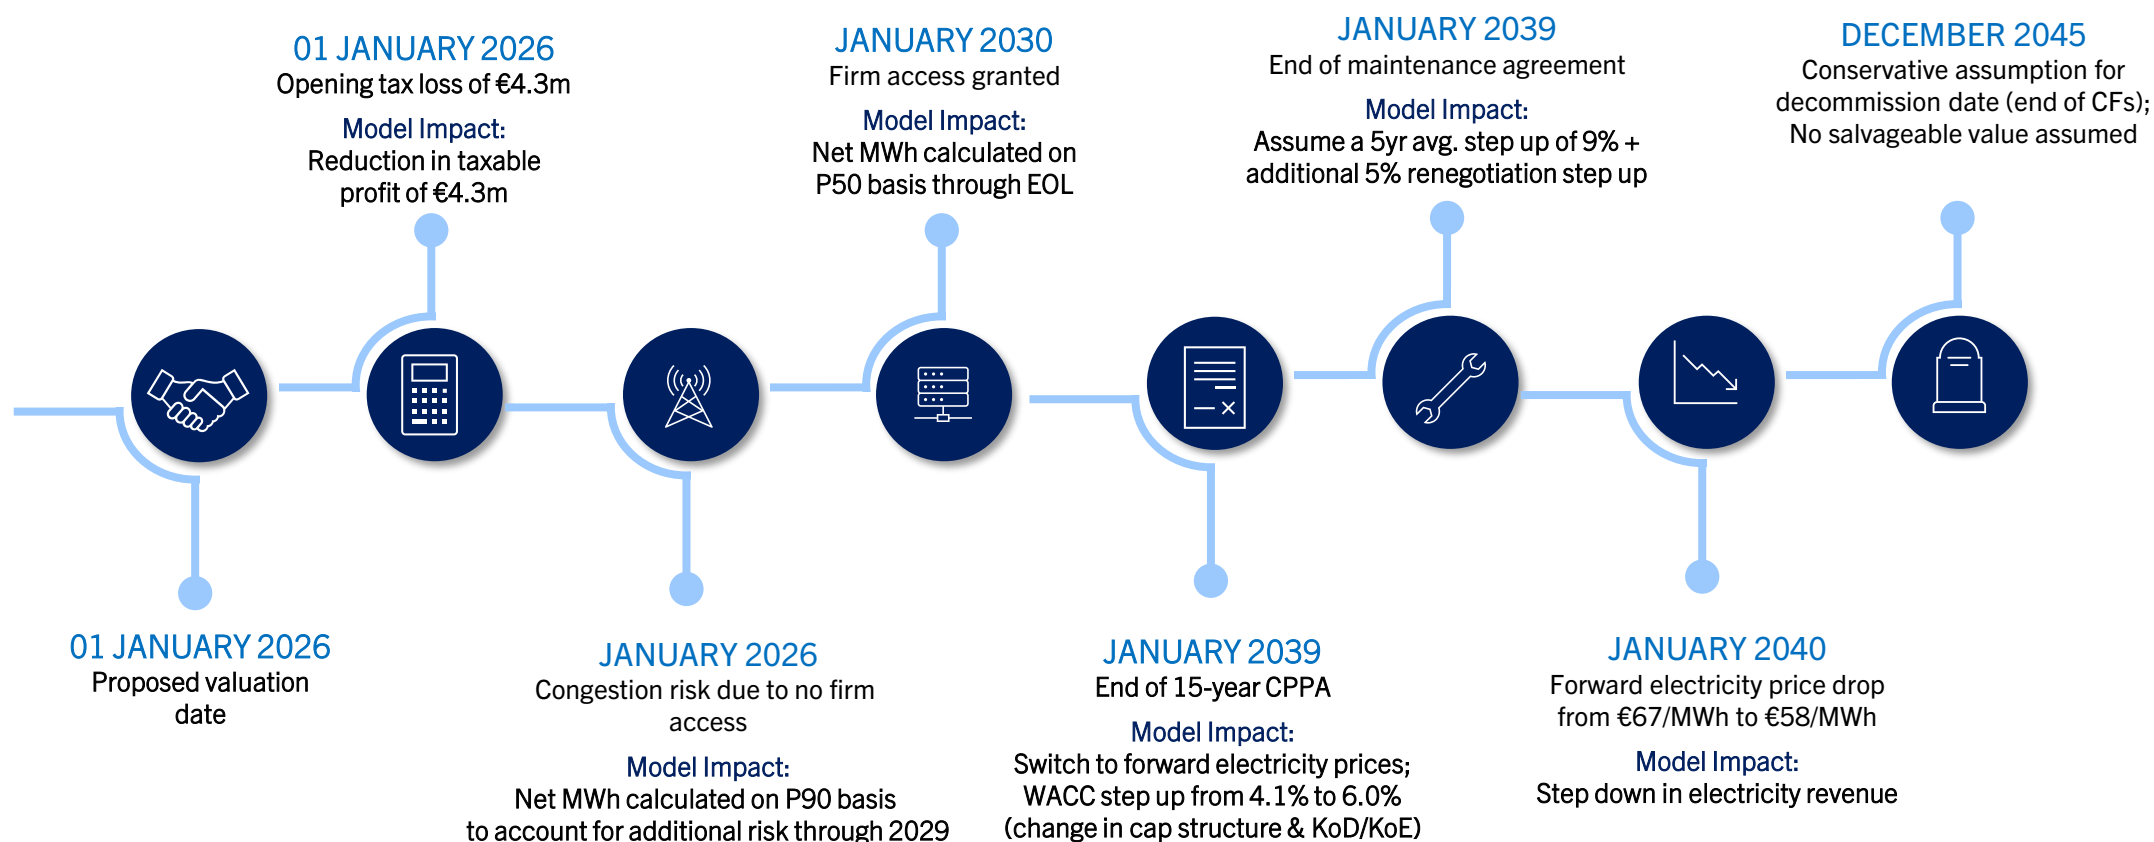 01 JANUARY 2026
Opening tax loss of €4.3m
Model Impact:
Reduction in taxable
profit of €4.3m
JANUARY 2030
Firm access granted
Model Impact:
Net MWh calculated on
P50 basis through EOL
JANUARY 2039
End of maintenance agreement
Model Impact:
Assume a 5yr avg. step up of 9% +
additional 5% renegotiation step up
DECEMBER 2045
Conservative assumption for
decommission date (end of CFs);
No salvageable value assumed
01 JANUARY 2026
Proposed valuation
date
JANUARY 2026
Congestion risk due to no firm
access
Model Impact:
Net MWh calculated on P90 basis
to account for additional risk through 2029
JANUARY 2039
End of 15-year CPPA
Model Impact:
Switch to forward electricity prices;
WACC step up from 4.1% to 6.0%
(change in cap structure & KoD/KoE)
JANUARY 2040
Forward electricity price drop
from €67/MWh to €58/MWh
Model Impact:
Step down in electricity revenue